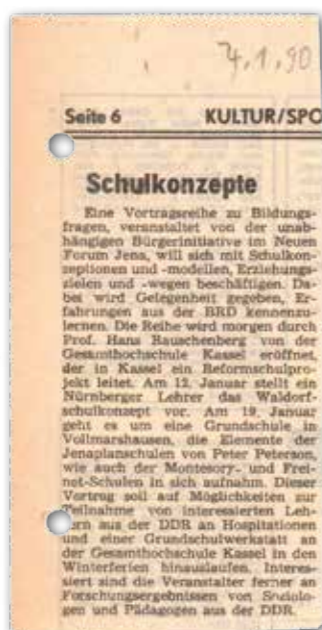 4.1.90
Seite 6 KULTUR/SPO
Schulkonzepte
Eine Vortragsreihe zu Bildungs-
fragen, veranstaltet von der unab-
hängigen Bürgerinitiative im Neuen
Forum Jena, will sich mit Schulkon-
zeptionen und -modellen, Erziehungs-
zielen und -wegen beschäftigen. Da-
bei wird Gelegenheit gegeben, Er-
fahrungen aus der BRD kennenzu-
lernen. Die Reihe wird morgen durch
Prof. Hans Rauschenberg von der
Gesamthochschule Kassel eröffnet,
der in Kassel ein Reformschulpro-
jekt leitet. Am 12. Januar stellt ein
Nürnberger Lehrer das Waldorf-
schulkonzept vor. Am 19. Januar
geht es um eine Grundschule in
Vollmarshausen, die Elemente der
Jenaplanschulen von Peter Peterson,
wie auch der Montesory- und Frei-
net-Schulen in sich aufnahm. Dieser
Vortrag soll auf Möglichkeiten zur
Teilnahme von interessierten Leh-
rern aus der DDR an Hospitationen
und einer Grundschulwerkstatt an
der Gesamthochschule Kassel in den
Winterferien hinauslaufen. Interes-
siert sind die Veranstalter ferner an
Forschungsergebnissen von Soziolo-
gen und Pädagogen aus der DDR.